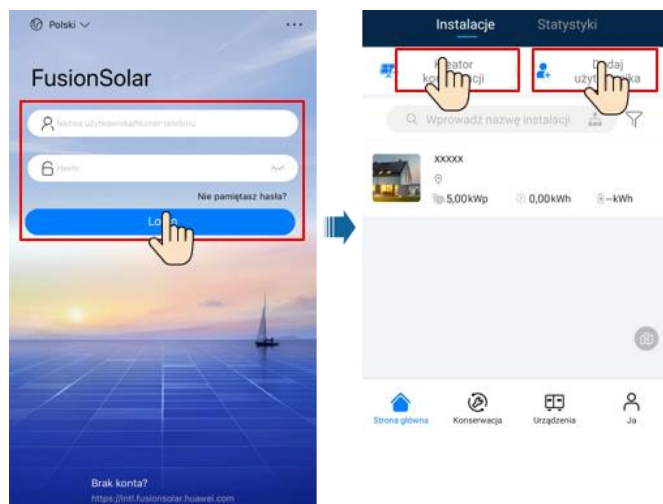 Polski
FusionSolar
Nazwa użytkownika/Numer telefonu
Hasło
Nie pamiętasz hasła?
Brak konta?
https://intl.fusionsolar.huawei.com
Instalacje Statystyki
Dodaj
Wprowadź nazwę instalacji
xxxxx
5,00kWp 0,00kWh --kWh
Strona główna Konserwacja Urządzenia Ja